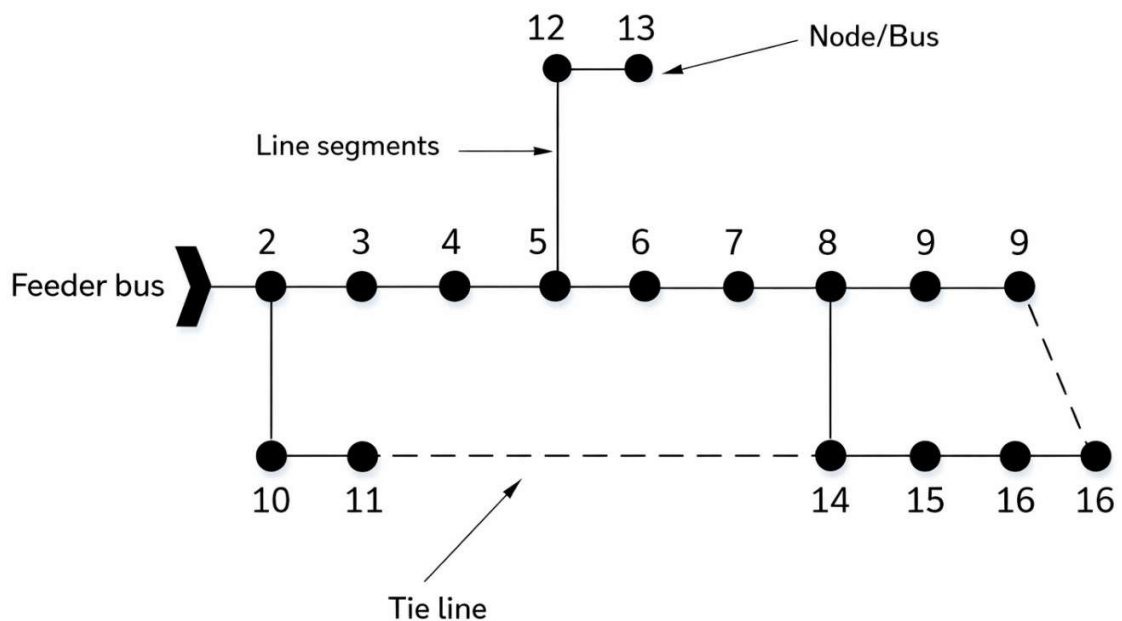 12 13
Node/Bus
Line segments
2 3 4 5 6 7 8 9 9
Feeder bus
10 11 14 15 16 16
Tie line